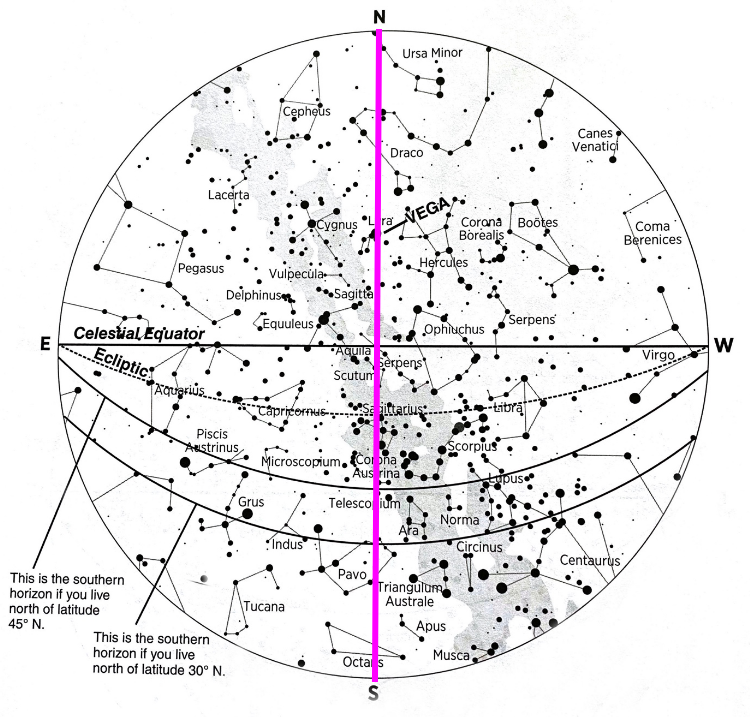 N
Ursa Minor
Cepheus
Canes
Venatici
Draco
Lacerta
Lyra
VEGA
Cygnus
Corona
Borealis
Boötes
Coma
Berenices
Pegasus
Vulpecula
Hercules
Delphinus
Sagitta
Equuleus
Ophiuchus
Serpens
Celestial Equator
E
W
Ecliptic
Aquila
Serpens
Virgo
Scutum
Aquarius
Capricornus
Sagittarius
Libra
Piscis
Austrinus
Microscopium
Corona
Austrina
Scorpius
Lupus
Grus
Telescopium
Norma
Ara
Indus
Circinus
Centaurus
This is the southern
horizon if you live
north of latitude
45° N.
Pavo
Triangulum
Australe
Tucana
Apus
This is the southern
horizon if you live
north of latitude 30° N.
Octans
Musca
S